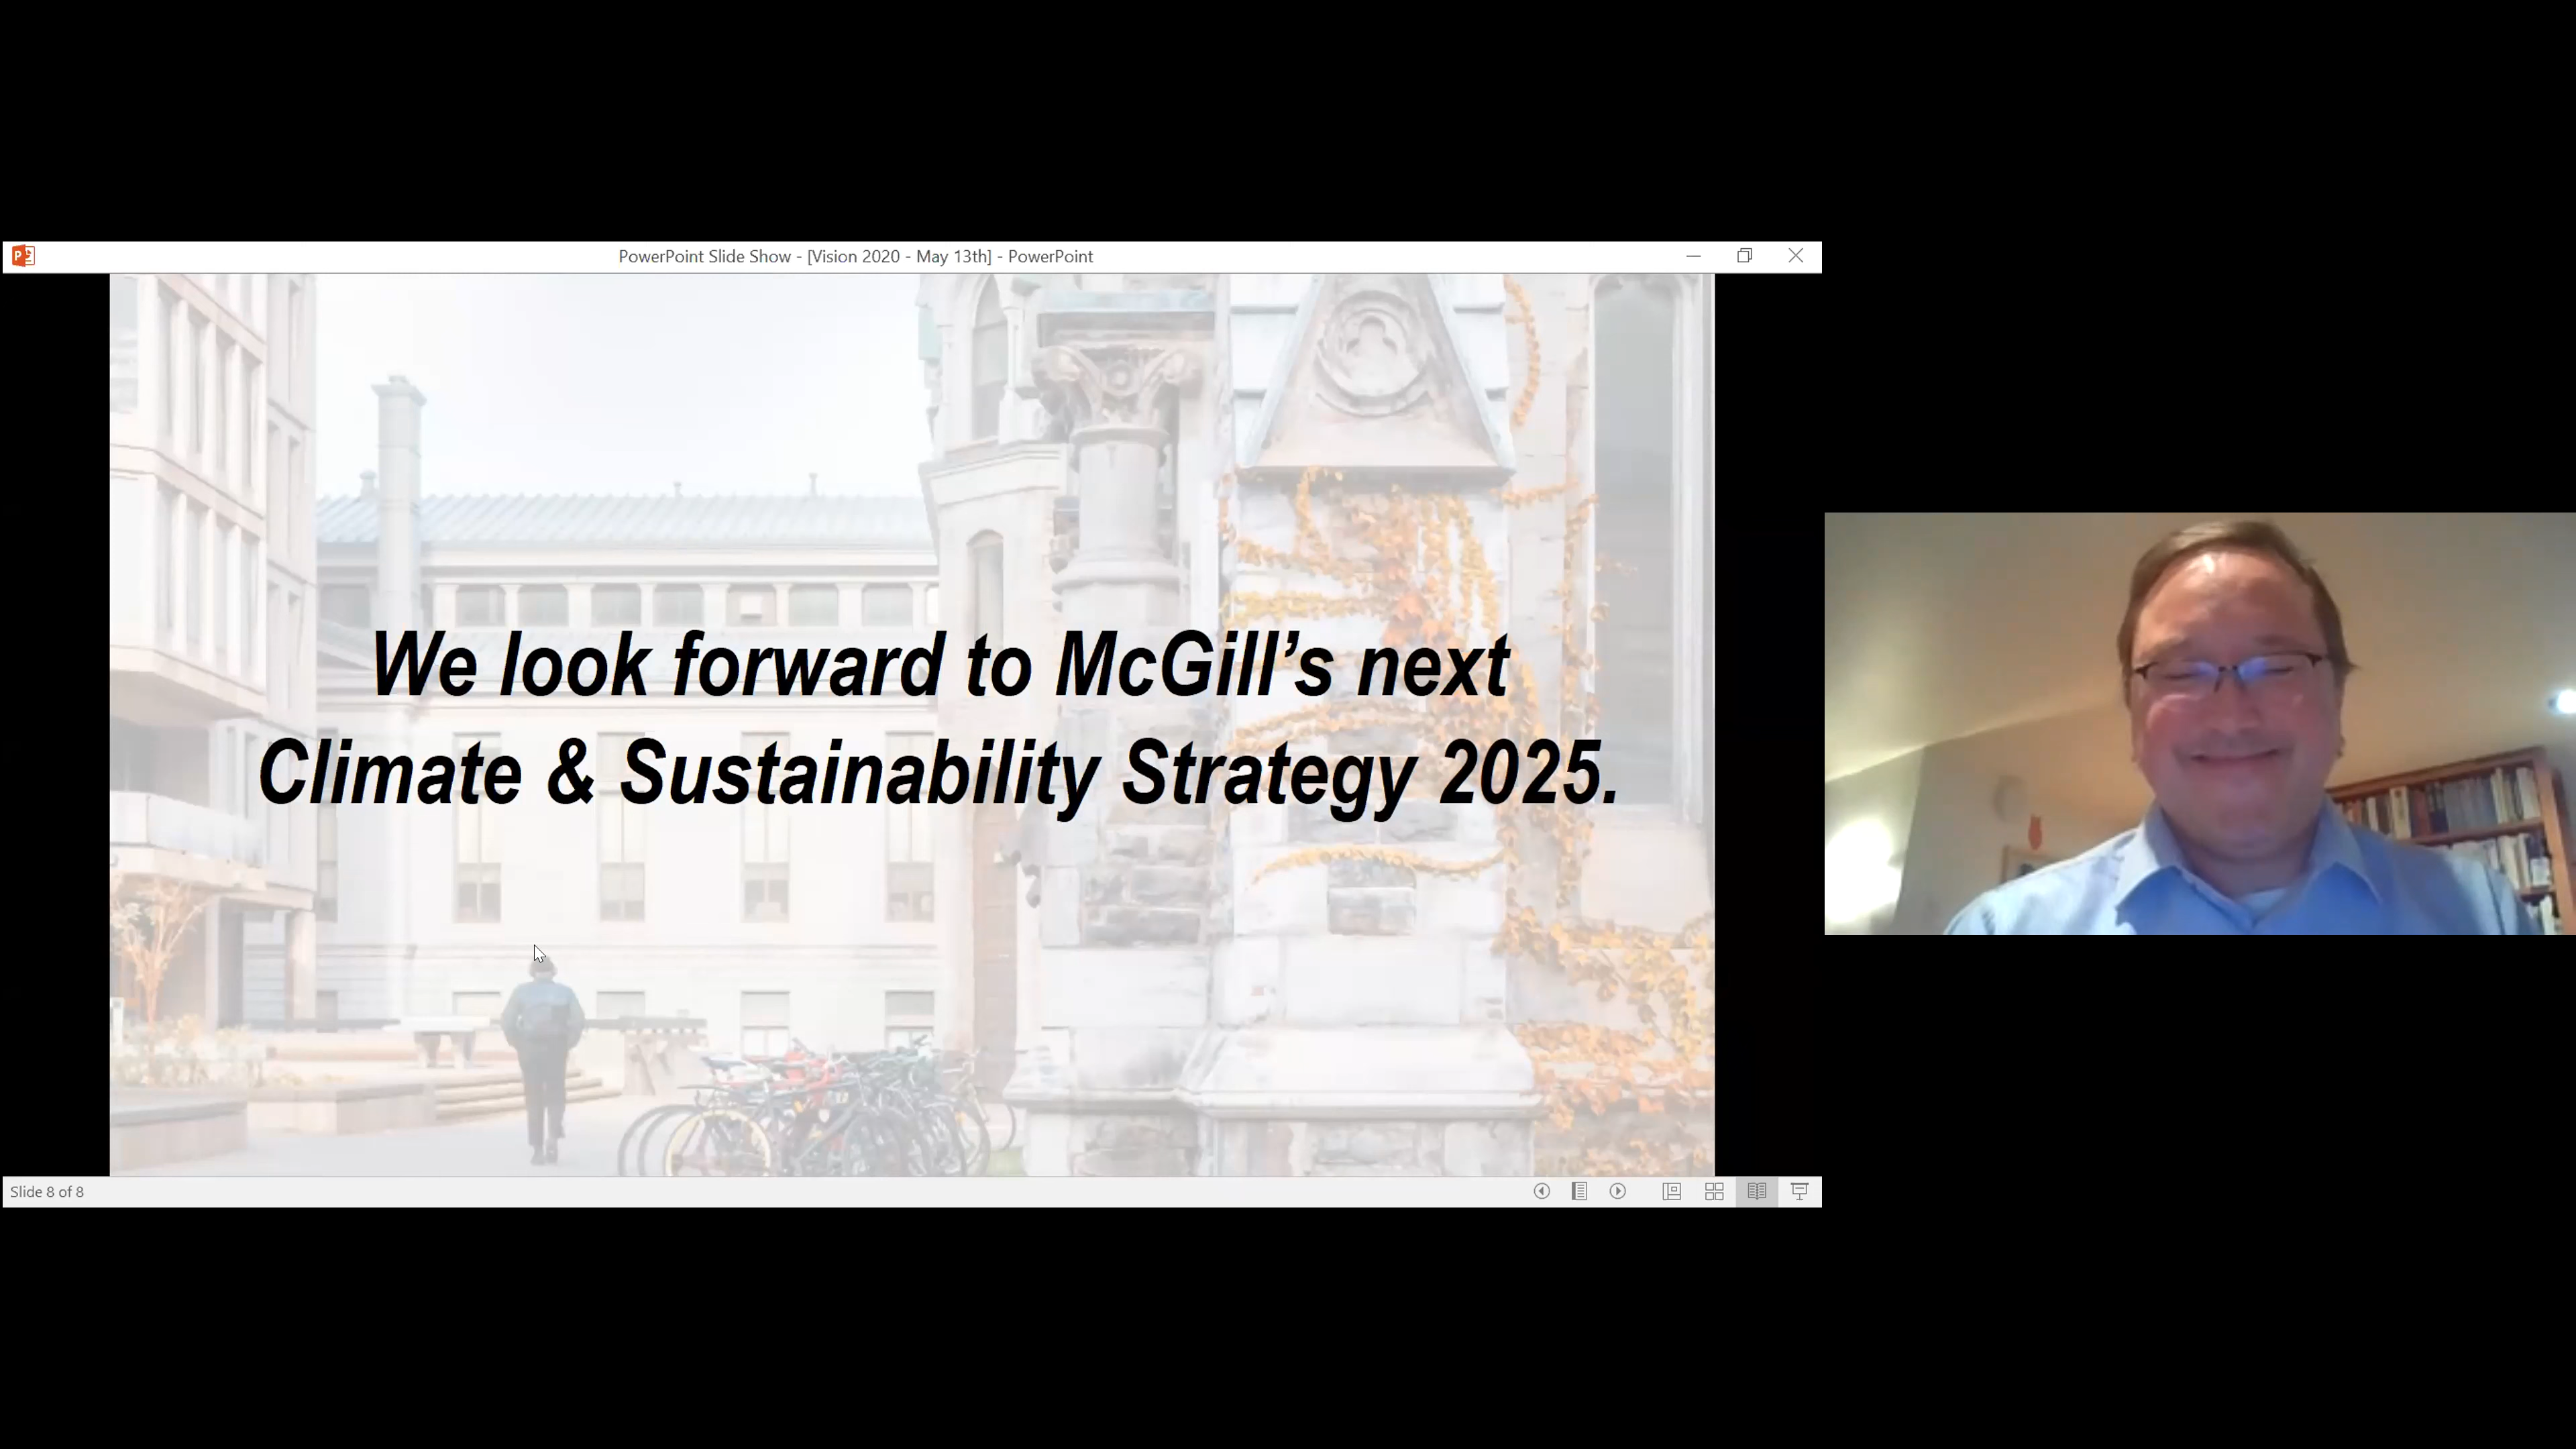 PowerPoint Slide Show - [Vision 2020 - May 13th] - PowerPoint
We look forward to McGill’s next
Climate & Sustainability Strategy 2025.
Slide 8 of 8